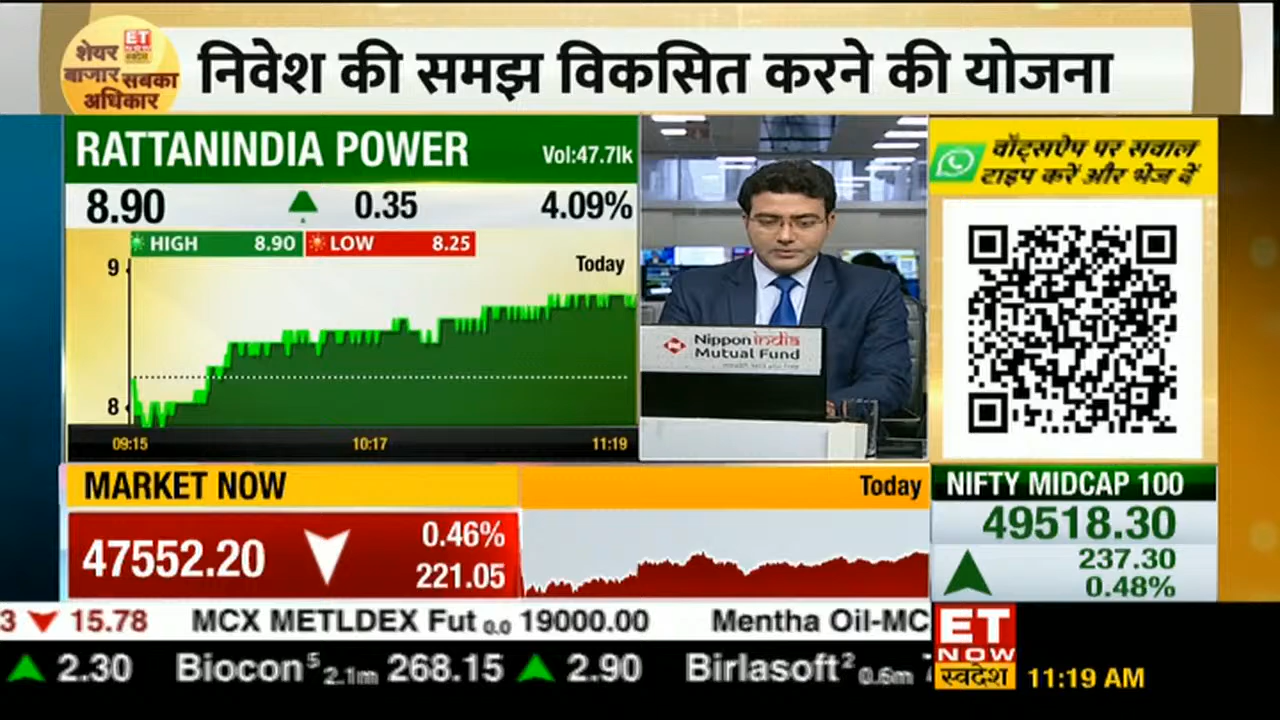 शेयर
ET
NOW
स्वदेश
बाज़ार सबका
अधिकार
निवेश की समझ विकसित करने की योजना
RATTANINDIA POWER Vol:47.7lk
8.90 0.35 4.09%
HIGH 8.90 LOW 8.25
Today
9
8
09:15 10:17 11:19
Nippon india
Mutual Fund
वॉट्सऐप पर सवाल
टाइप करें और भेज दें
MARKET NOW Today
47552.20 0.46%
221.05
NIFTY MIDCAP 100
49518.30
237.30
0.48%
3 15.78 MCX METLDEX Fut 0.0 19000.00 Mentha Oil-MC
2.30 Biocon 5 2.1m 268.15 2.90 Birlasoft 2 0.6m
ET
NOW
स्वदेश
11:19 AM